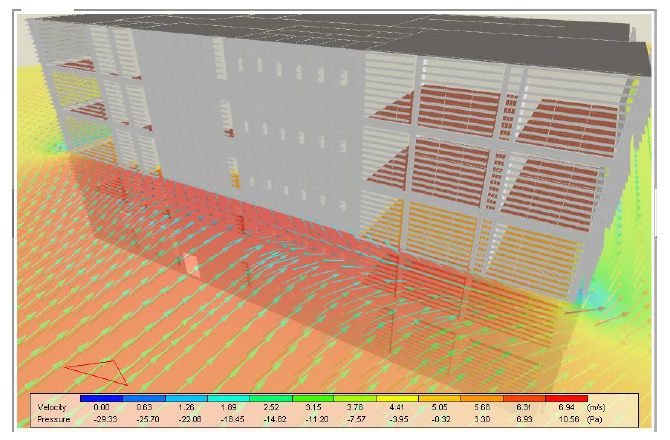 Velocity 0.00 0.63 1.26 1.89 2.52 3.15 3.78 4.41 5.05 5.68 6.31 6.94 (m/s)
Pressure -29.33 -25.70 -22.08 -18.45 -14.82 -11.20 -7.57 -3.95 -0.32 3.30 6.93 10.56 (Pa)